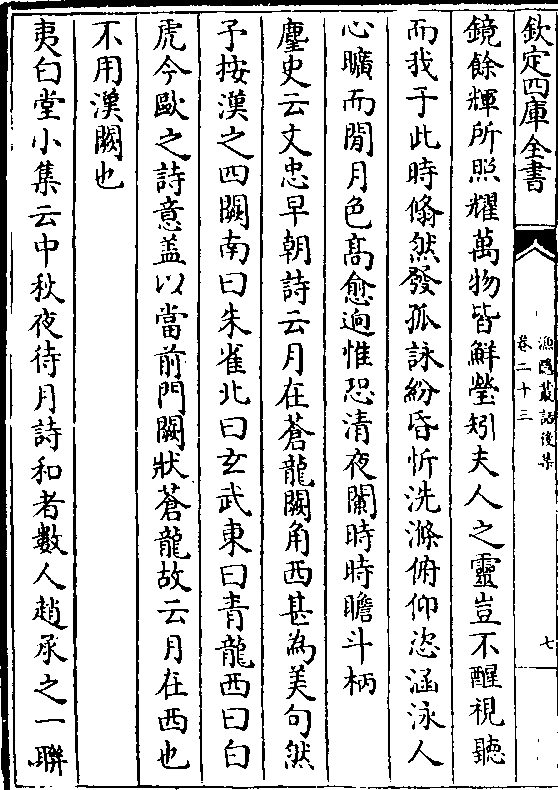 欽定四庫全書
漁隱叢話後集
卷二十三
七
鏡餘輝所照耀萬物皆鮮瑩矧夫人之靈豈不醒視聽
而我于此時翛然發孤詠紛昏忻洗滌俯仰恣涵泳人
心曠而閒月色髙愈逈惟恐清夜闌時時瞻斗柄
麈史云文忠早朝詩云月在蒼龍闕角西甚為美句然
予按漢之四闕南曰朱雀北曰玄武東曰青龍西曰白
虎今歐之詩意盖以當前門闕狀蒼龍故云月在西也
不用漢闕也
夷白堂小集云中秋夜待月詩和者數人趙承之一聯